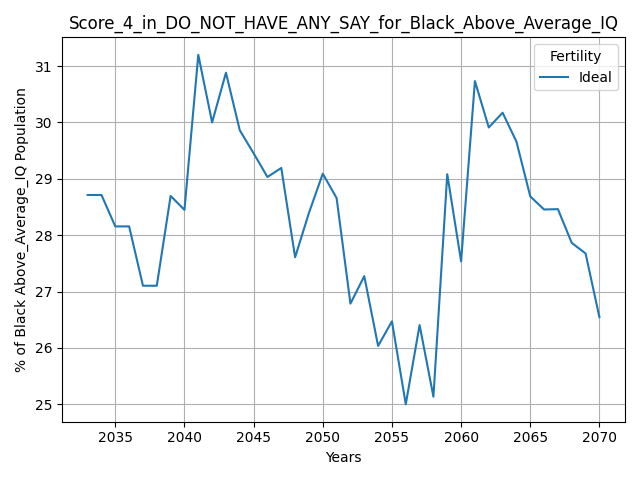 Score_4_in_DO_NOT_HAVE_ANY_SAY_for_Black_Above_Average_IQ
% of Black Above_Average_IQ Population
31
30
29
28
27
26
25
Fertility
Ideal
2035 2040 2045 2050 2055 2060 2065 2070
Years